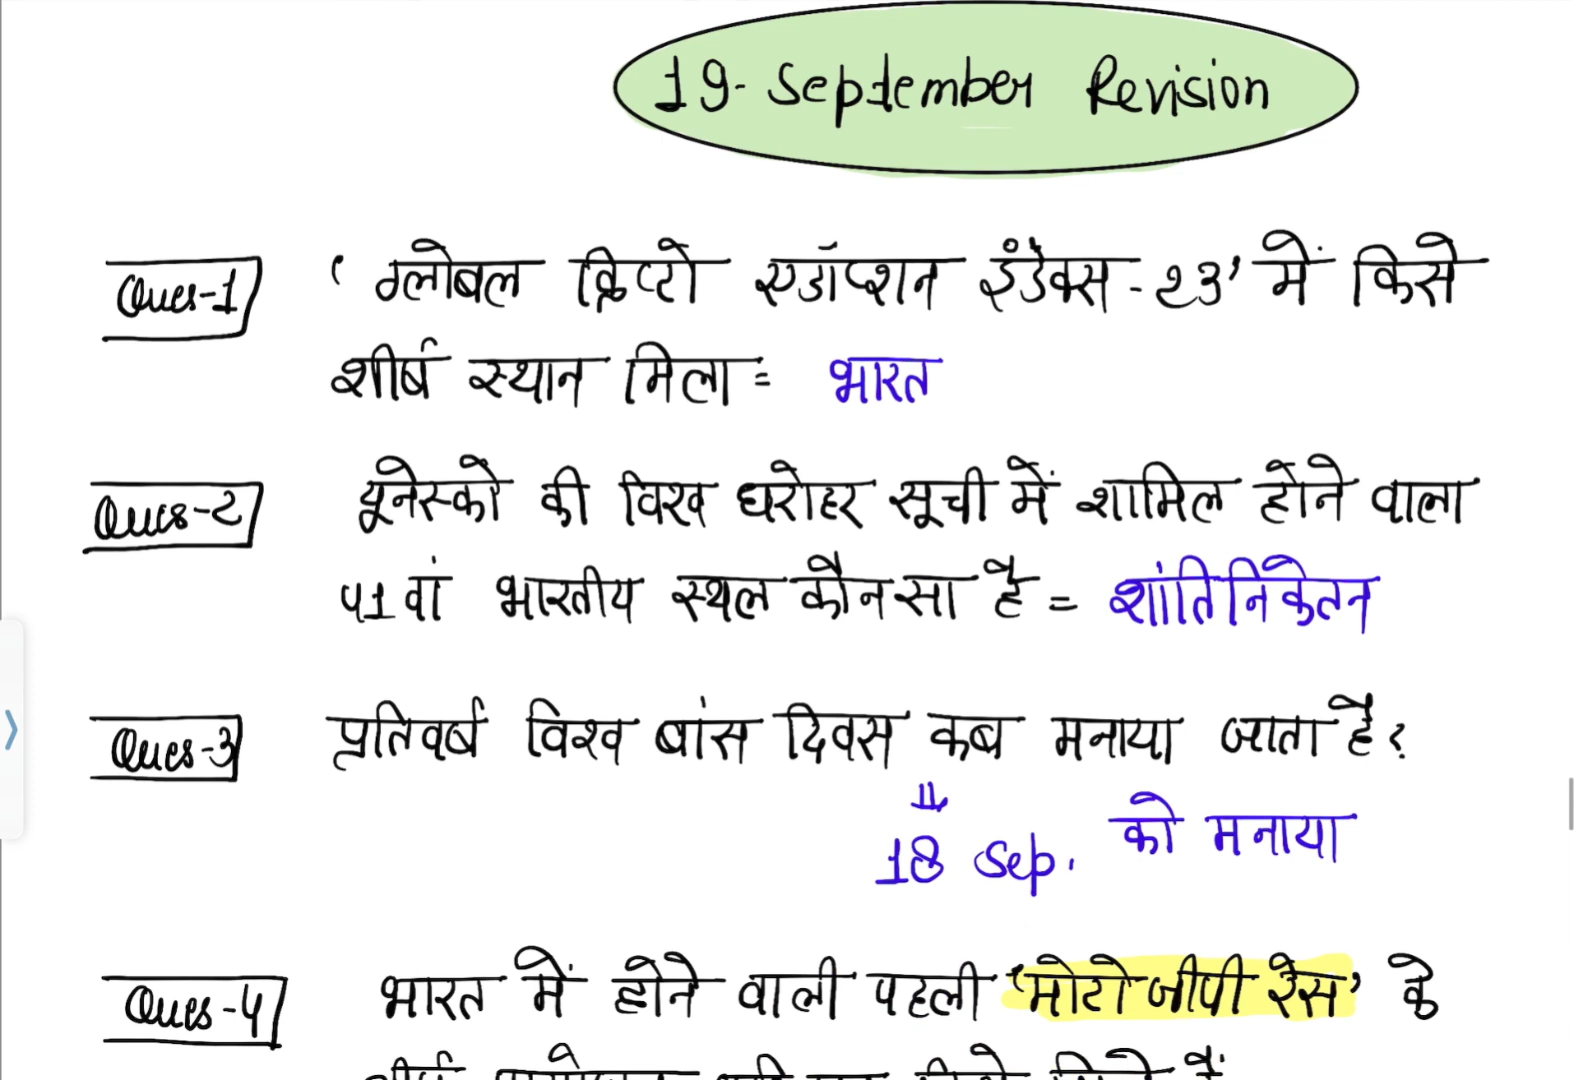 19- September Revision
Ques-1 'ग्लोबल क्रिप्टो एडॉप्शन इंडेक्स - 23' में किसे
शीर्ष स्थान मिला = भारत
Ques-2 यूनेस्को की विश्व धरोहर सूची में शामिल होने वाला
41वां भारतीय स्थल कौनसा है = शांतिनिकेतन
Ques-3 प्रतिवर्ष विश्व बांस दिवस कब मनाया जाता है?
18 Sep. को मनाया
Ques-4 भारत में होने वाली पहली 'मोटो जीपी रेस' के